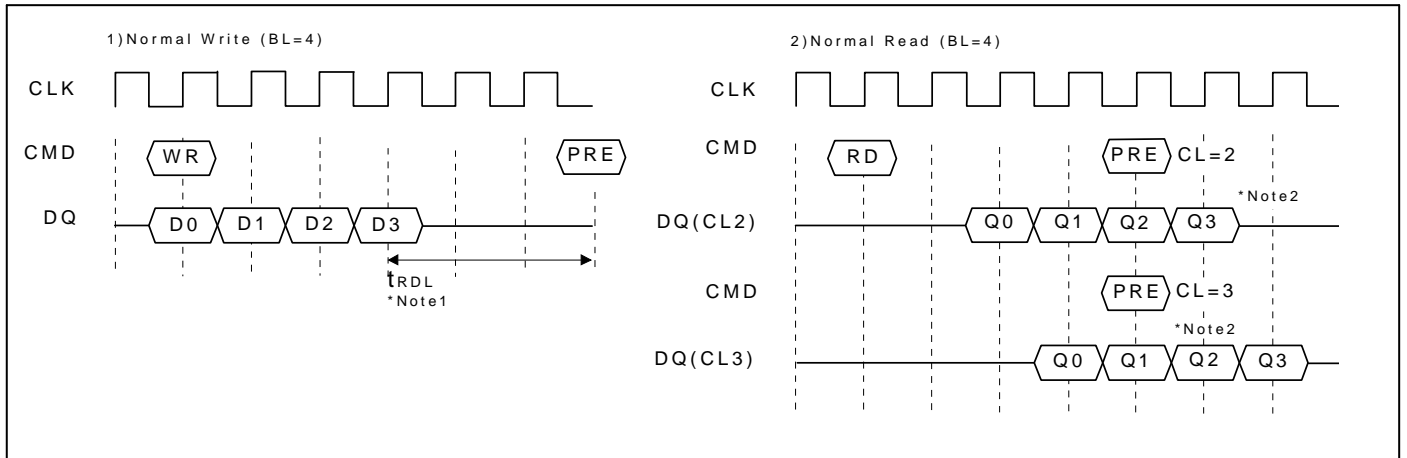 1)Normal Write (BL=4)
CLK
CMD
WR
PRE
DQ
D0 D1 D2 D3
tRDL
*Note1
2)Normal Read (BL=4)
CLK
CMD
RD
PRE CL=2
*Note2
DQ(CL2)
Q0 Q1 Q2 Q3
CMD
PRE CL=3
*Note2
DQ(CL3)
Q0 Q1 Q2 Q3